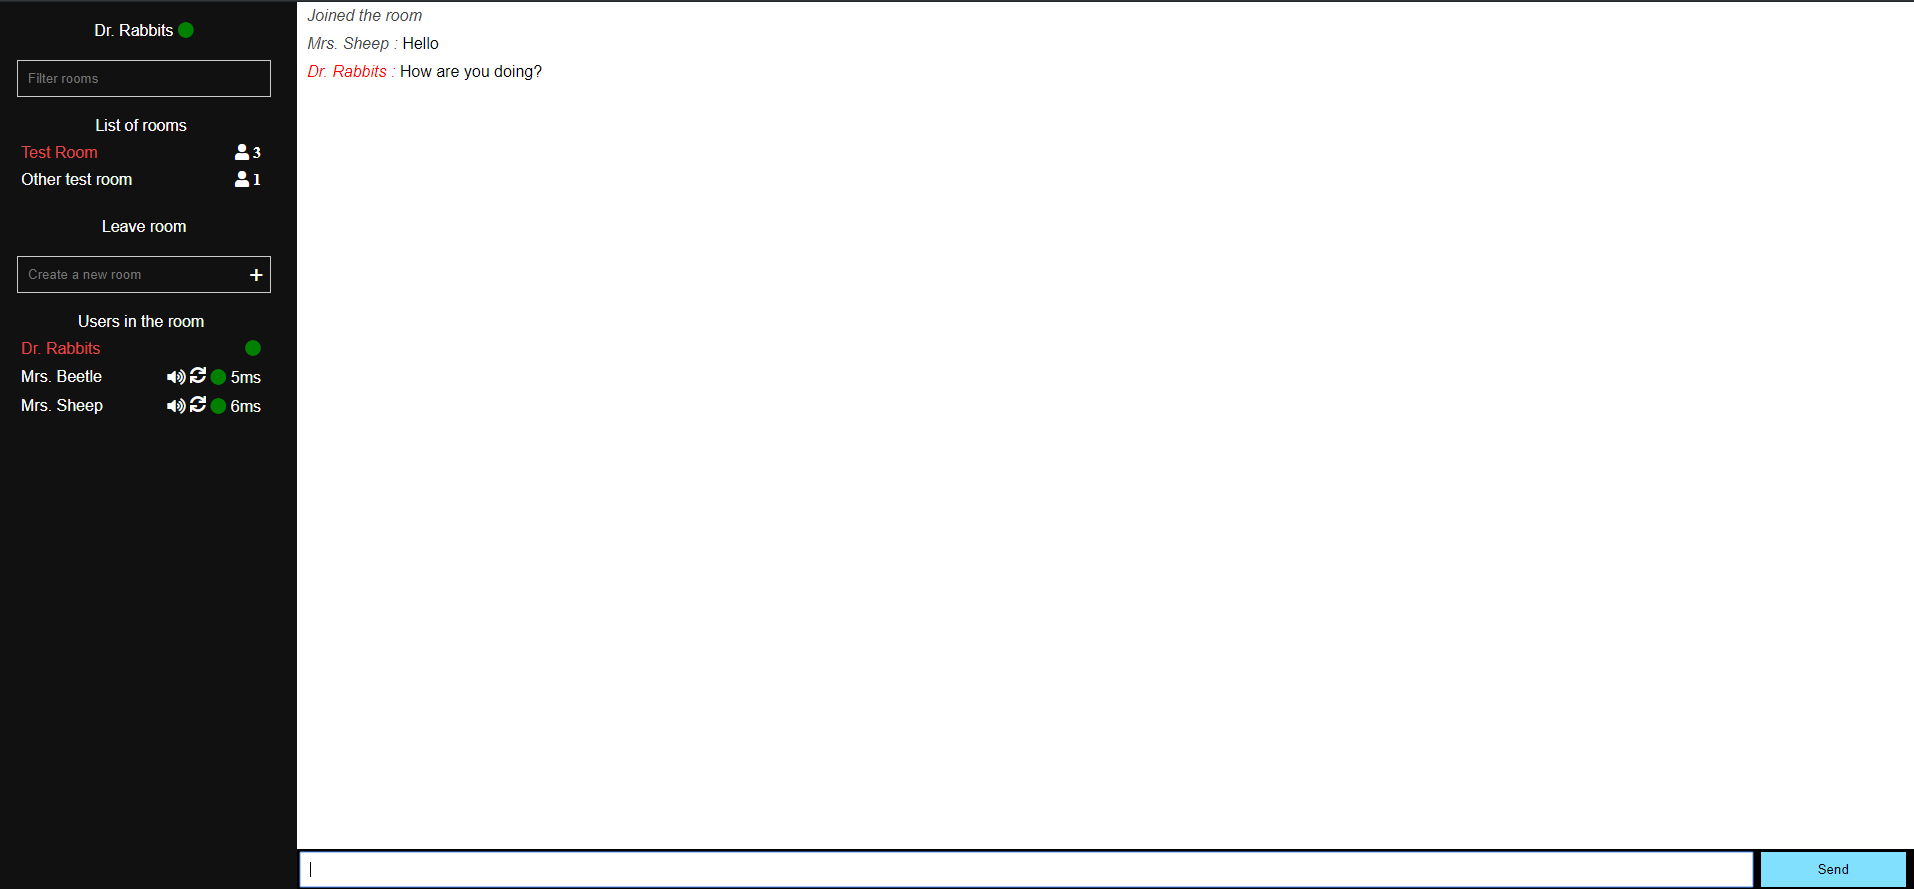 Dr. Rabbits
Filter rooms
List of rooms
Test Room 3
Other test room 1
Leave room
Create a new room +
Users in the room
Dr. Rabbits
Mrs. Beetle 5ms
Mrs. Sheep 6ms
Joined the room
Mrs. Sheep : Hello
Dr. Rabbits : How are you doing?
Send